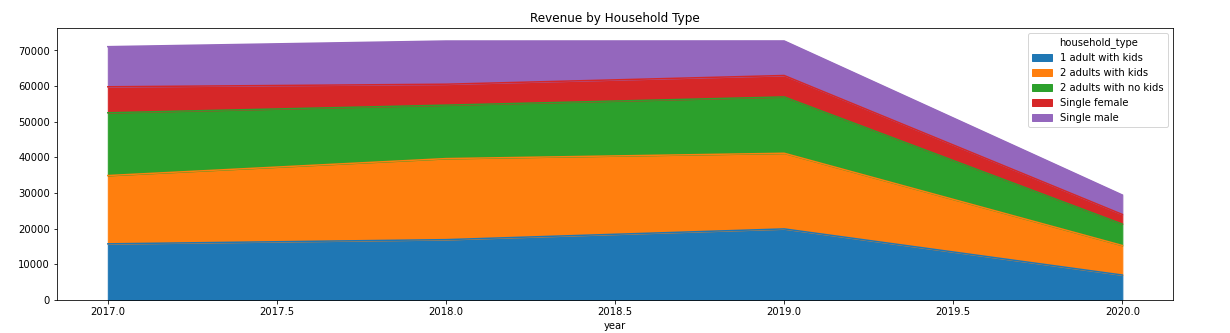 Revenue by Household Type
70000
60000
50000
40000
30000
20000
10000
0
household_type
1 adult with kids
2 adults with kids
2 adults with no kids
Single female
Single male
2017.0 2017.5 2018.0 2018.5 2019.0 2019.5 2020.0
year